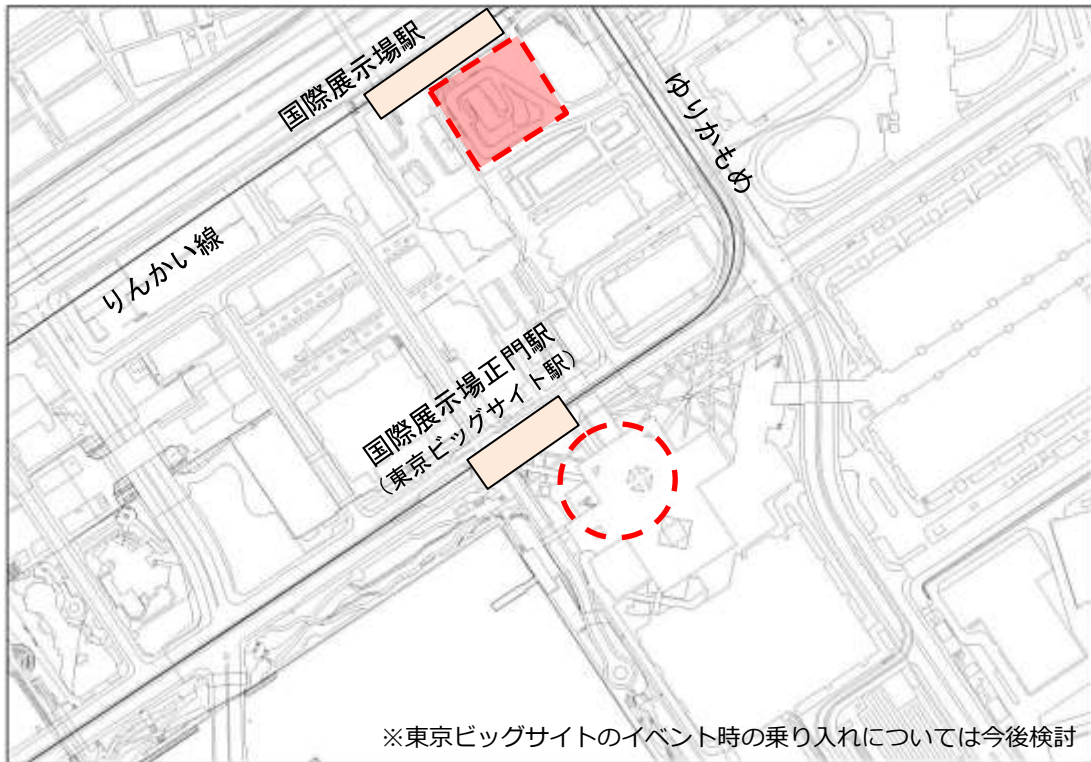 国際展示場駅
ゆりかもめ
りんかい線
国際展示場正門駅
（東京ビッグサイト駅）
※東京ビッグサイトのイベント時の乗り入れについては今後検討